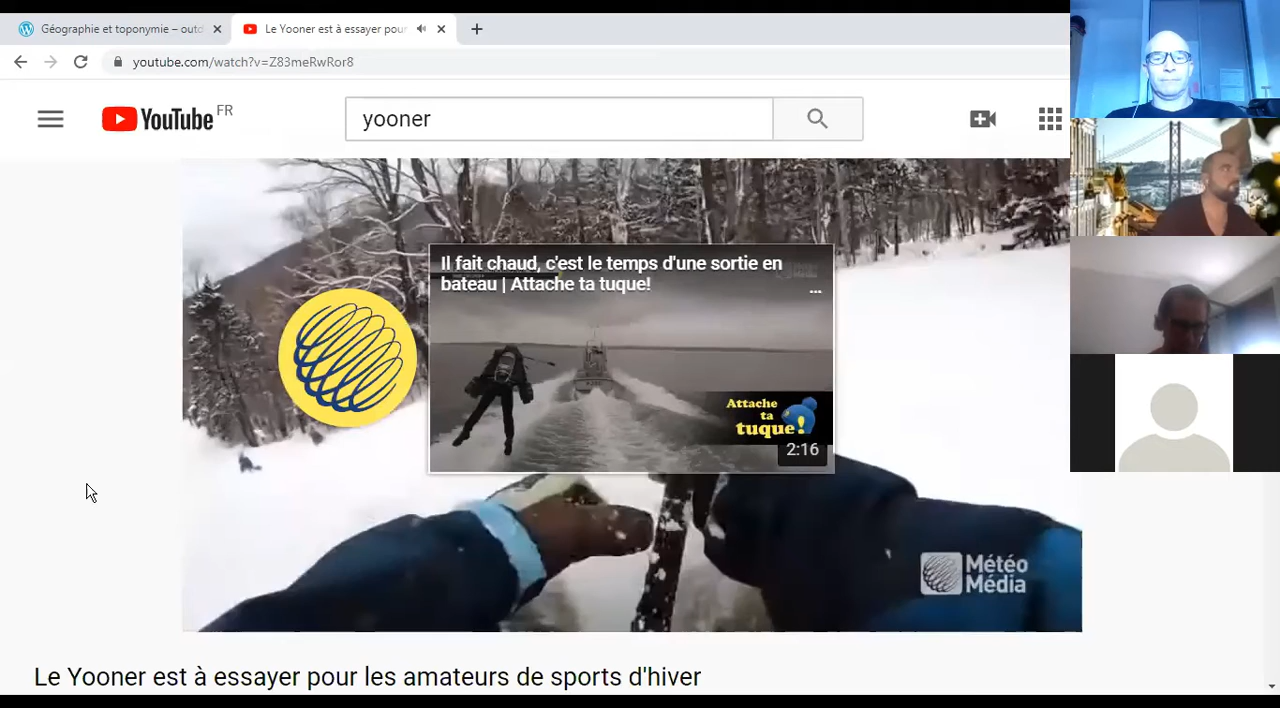 Géographie et toponymie – outd
Le Yooner est à essayer pour
youtube.com/watch?v=Z83meRwRor8
YouTube FR
yooner
Il fait chaud, c'est le temps d'une sortie en
bateau | Attache ta tuque!
...
Attache
ta
tuque!
2:16
Météo
Média
Le Yooner est à essayer pour les amateurs de sports d'hiver